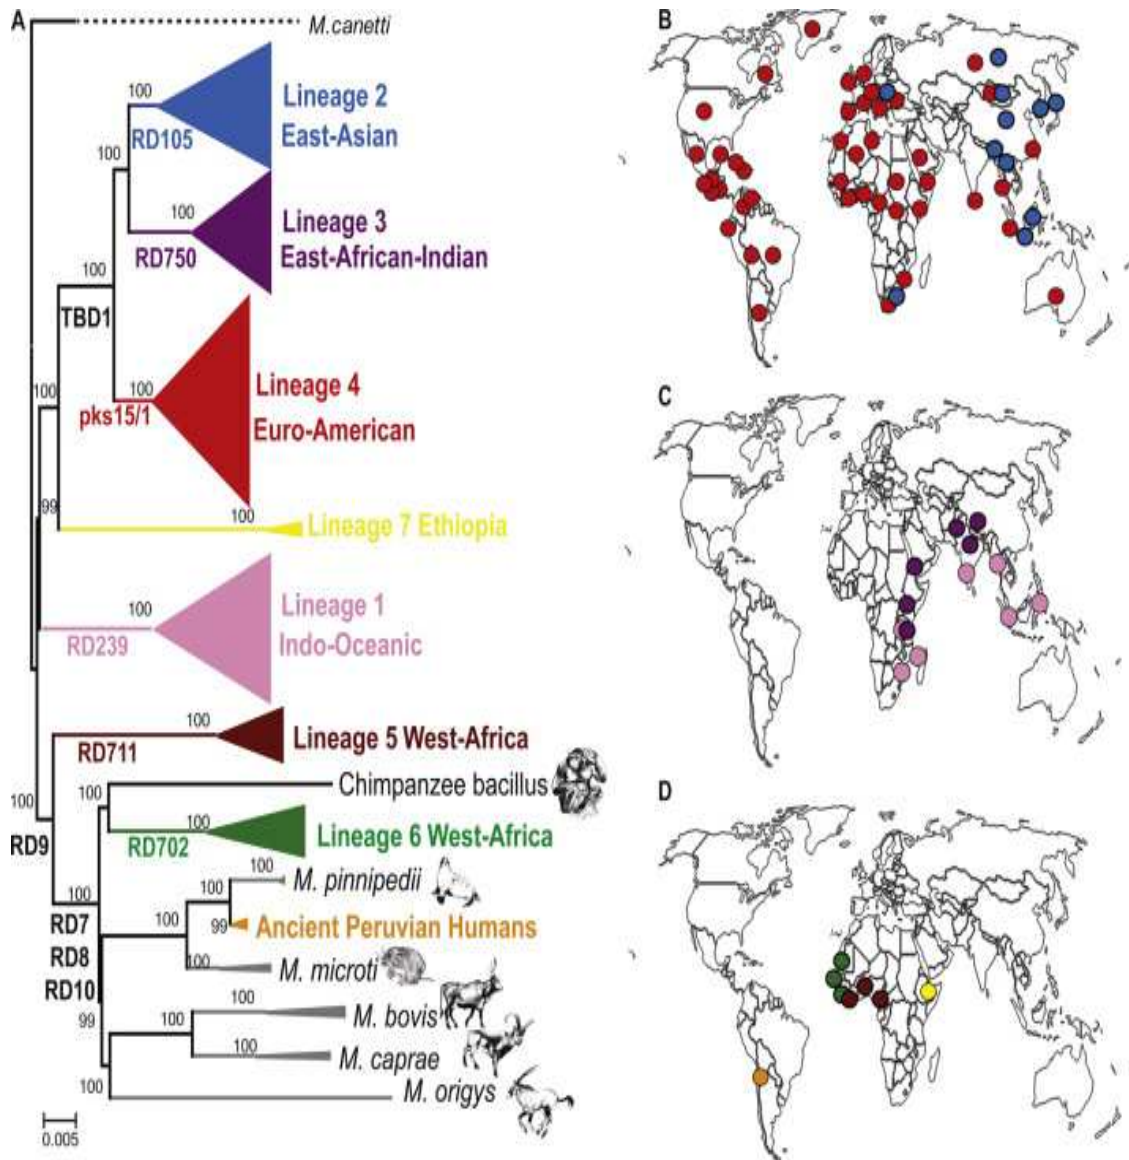 A
M.canetti
100
Lineage 2
East-Asian
RD105
100
100
Lineage 3
East-African-Indian
RD750
100
TBD1
100
Lineage 4
Euro-American
pks15/1
100
99
100
Lineage 7 Ethiopia
100
Lineage 1
Indo-Oceanic
RD239
100
Lineage 5 West-Africa
RD711
100
Chimpanzee bacillus
100
RD9
100
Lineage 6 West-Africa
RD702
100
M. pinnipedii
100
100
RD7
100
99
Ancient Peruvian Humans
RD8
100
M. microti
RD10
99
100
M. bovis
100
100
M. caprae
100
M. origys
0.005
B
C
D